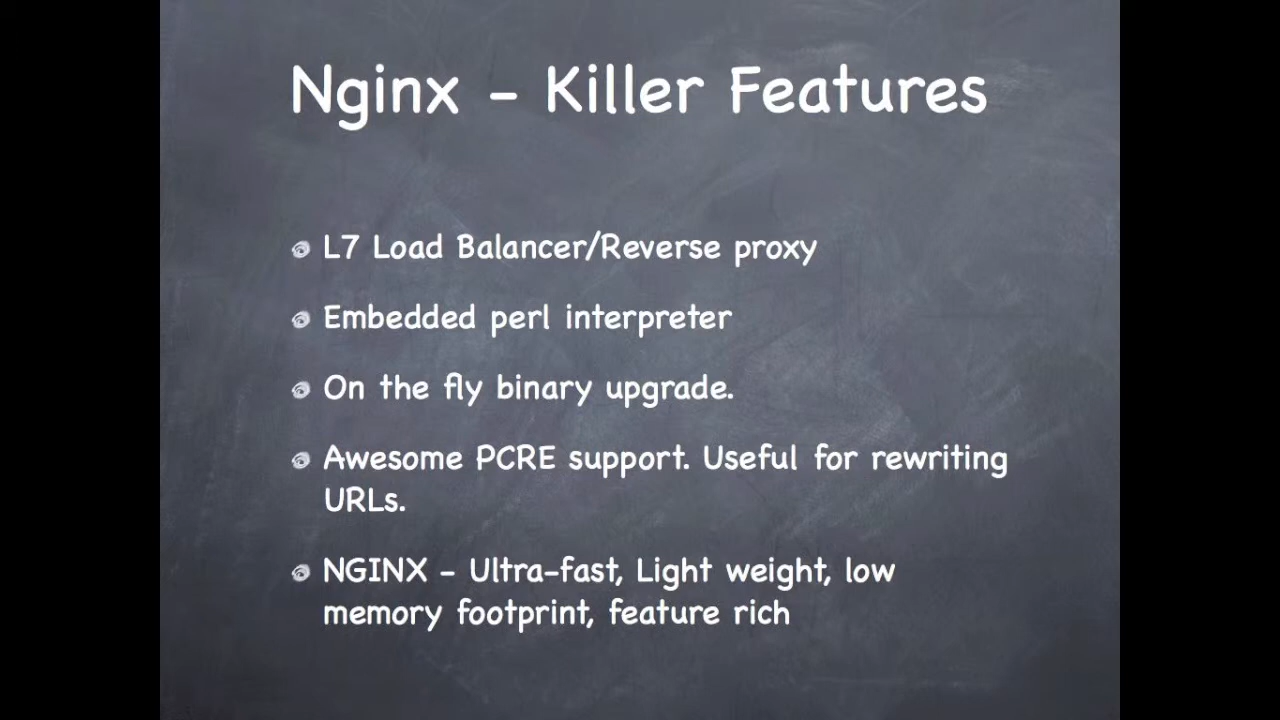 Nginx - Killer Features
L7 Load Balancer/Reverse proxy
Embedded perl interpreter
On the fly binary upgrade.
Awesome PCRE support. Useful for rewriting
URLs.
NGINX - Ultra-fast, Light weight, low
memory footprint, feature rich